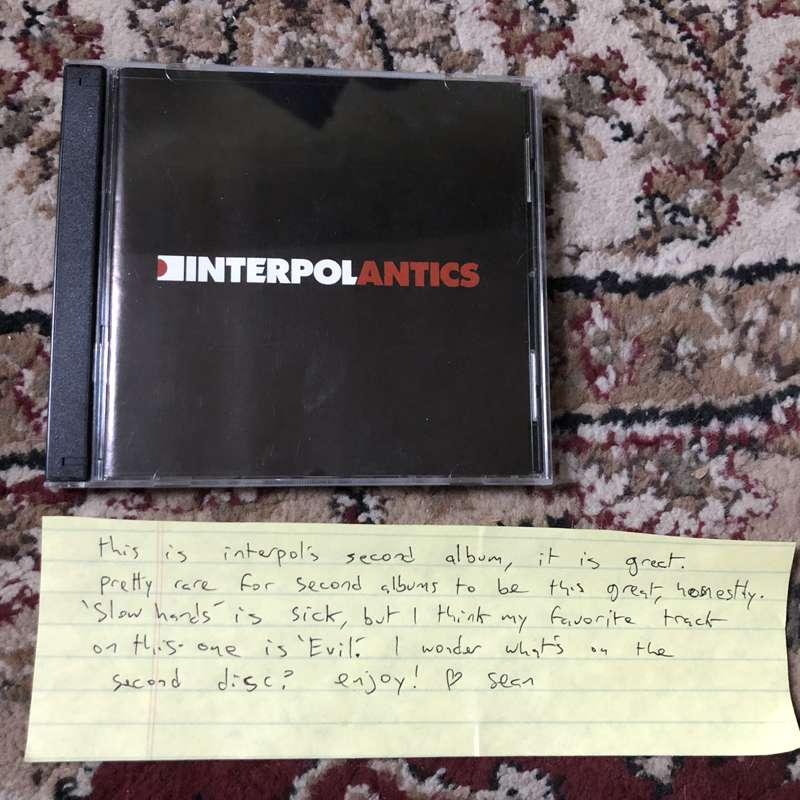 INTERPOLANTICS
this is interpol's second album, it is great.
pretty rare for second albums to be this great, honestly.
'Slow hands' is sick, but I think my favorite track
on this one is 'Evil'. I wonder what's on the
second disc? enjoy! ♡ sean